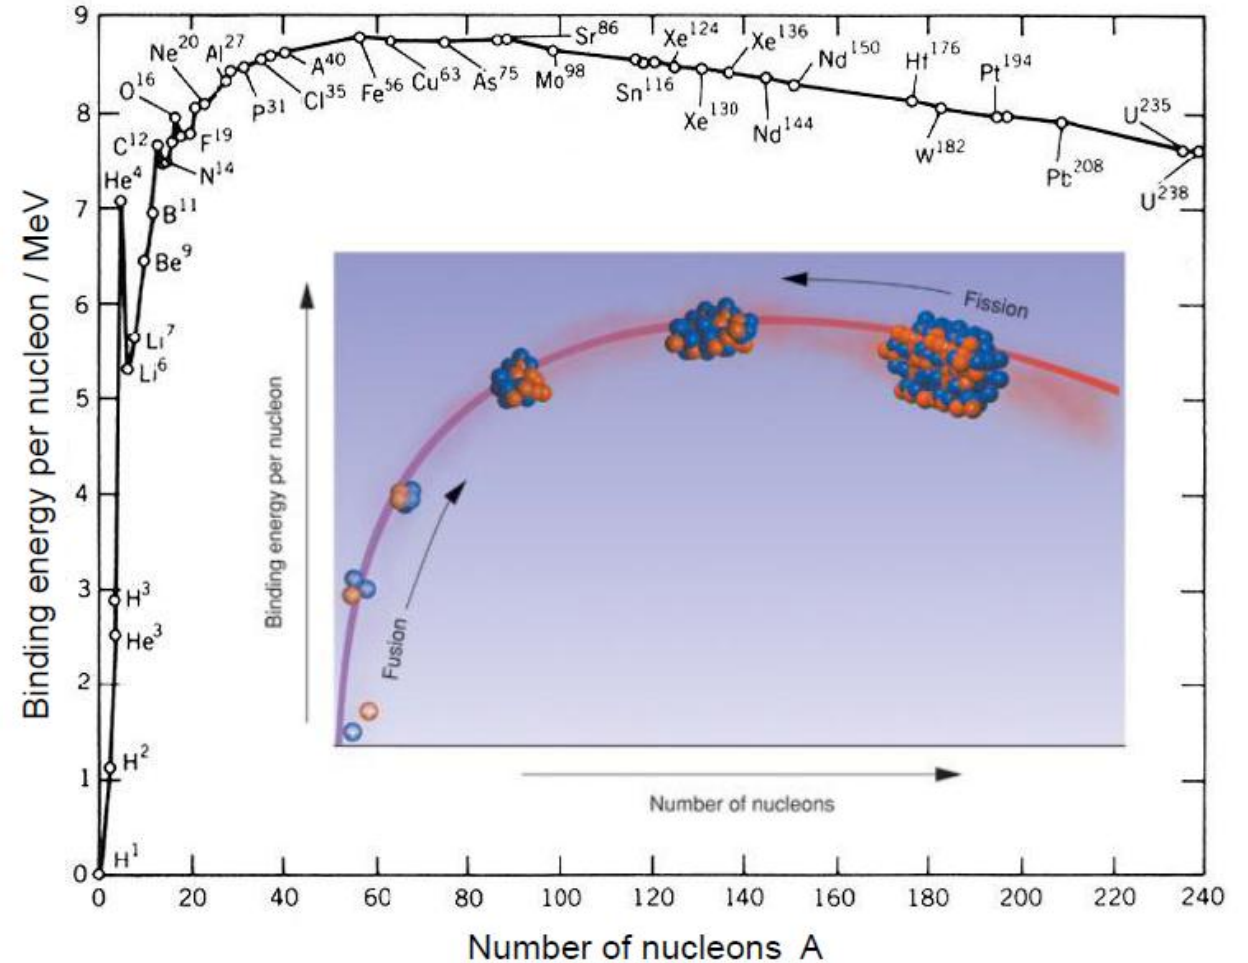 Binding energy per nucleon / MeV
9
8
7
6
5
4
3
2
1
0
H¹
H²
He³
H³
Li⁶
Li⁷
Be⁹
B¹¹
He⁴
C¹²
N¹⁴
O¹⁶
F¹⁹
Ne²⁰
Al²⁷
P³¹
Cl³⁵
A⁴⁰
Fe⁵⁶
Cu⁶³
As⁷⁵
Sr⁸⁶
Mo⁹⁸
Sn¹¹⁶
Xe¹²⁴
Xe¹³⁰
Xe¹³⁶
Nd¹⁴⁴
Nd¹⁵⁰
Hf¹⁷⁶
W¹⁸²
Pt¹⁹⁴
Pb²⁰⁸
U²³⁵
U²³⁸
Binding energy per nucleon
Fusion
Fission
Number of nucleons
0 20 40 60 80 100 120 140 160 180 200 220 240
Number of nucleons A